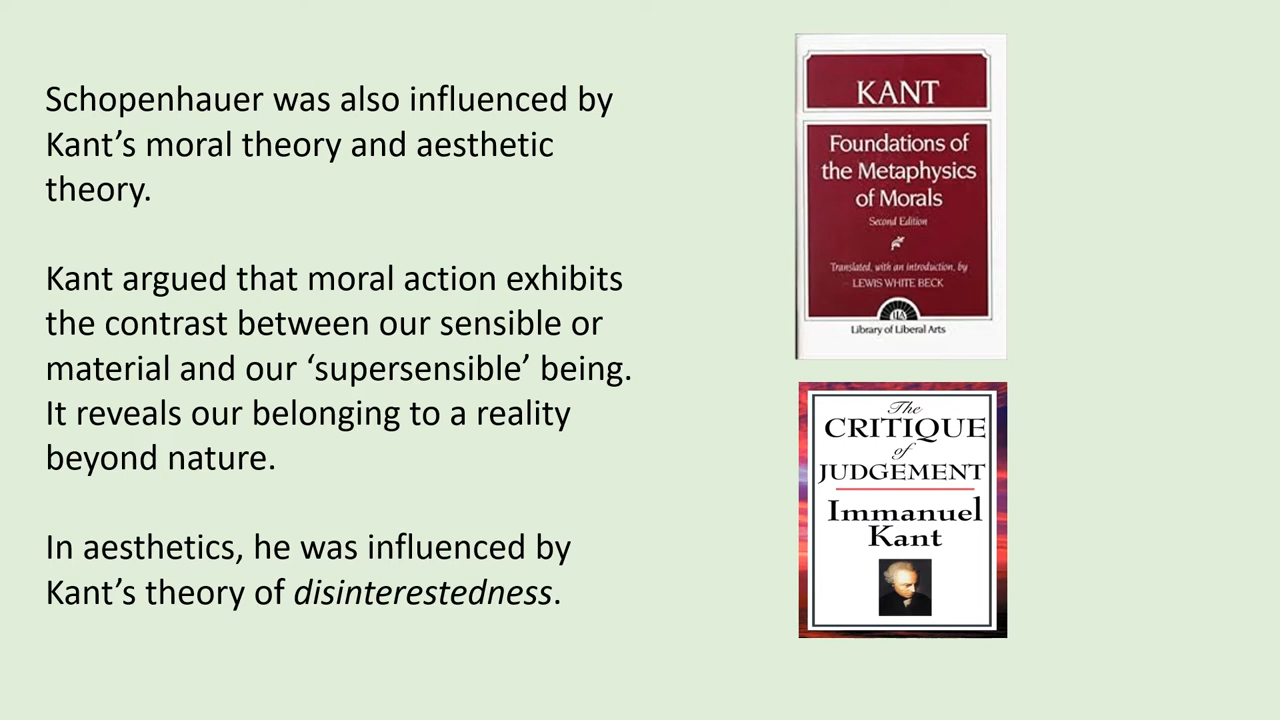 Schopenhauer was also influenced by
Kant’s moral theory and aesthetic
theory.
Kant argued that moral action exhibits
the contrast between our sensible or
material and our ‘supersensible’ being.
It reveals our belonging to a reality
beyond nature.
In aesthetics, he was influenced by
Kant’s theory of disinterestedness.
KANT
Foundations of
the Metaphysics
of Morals
Second Edition
Translated, with an introduction, by
LEWIS WHITE BECK
Library of Liberal Arts
The
CRITIQUE
of
JUDGEMENT
Immanuel
Kant